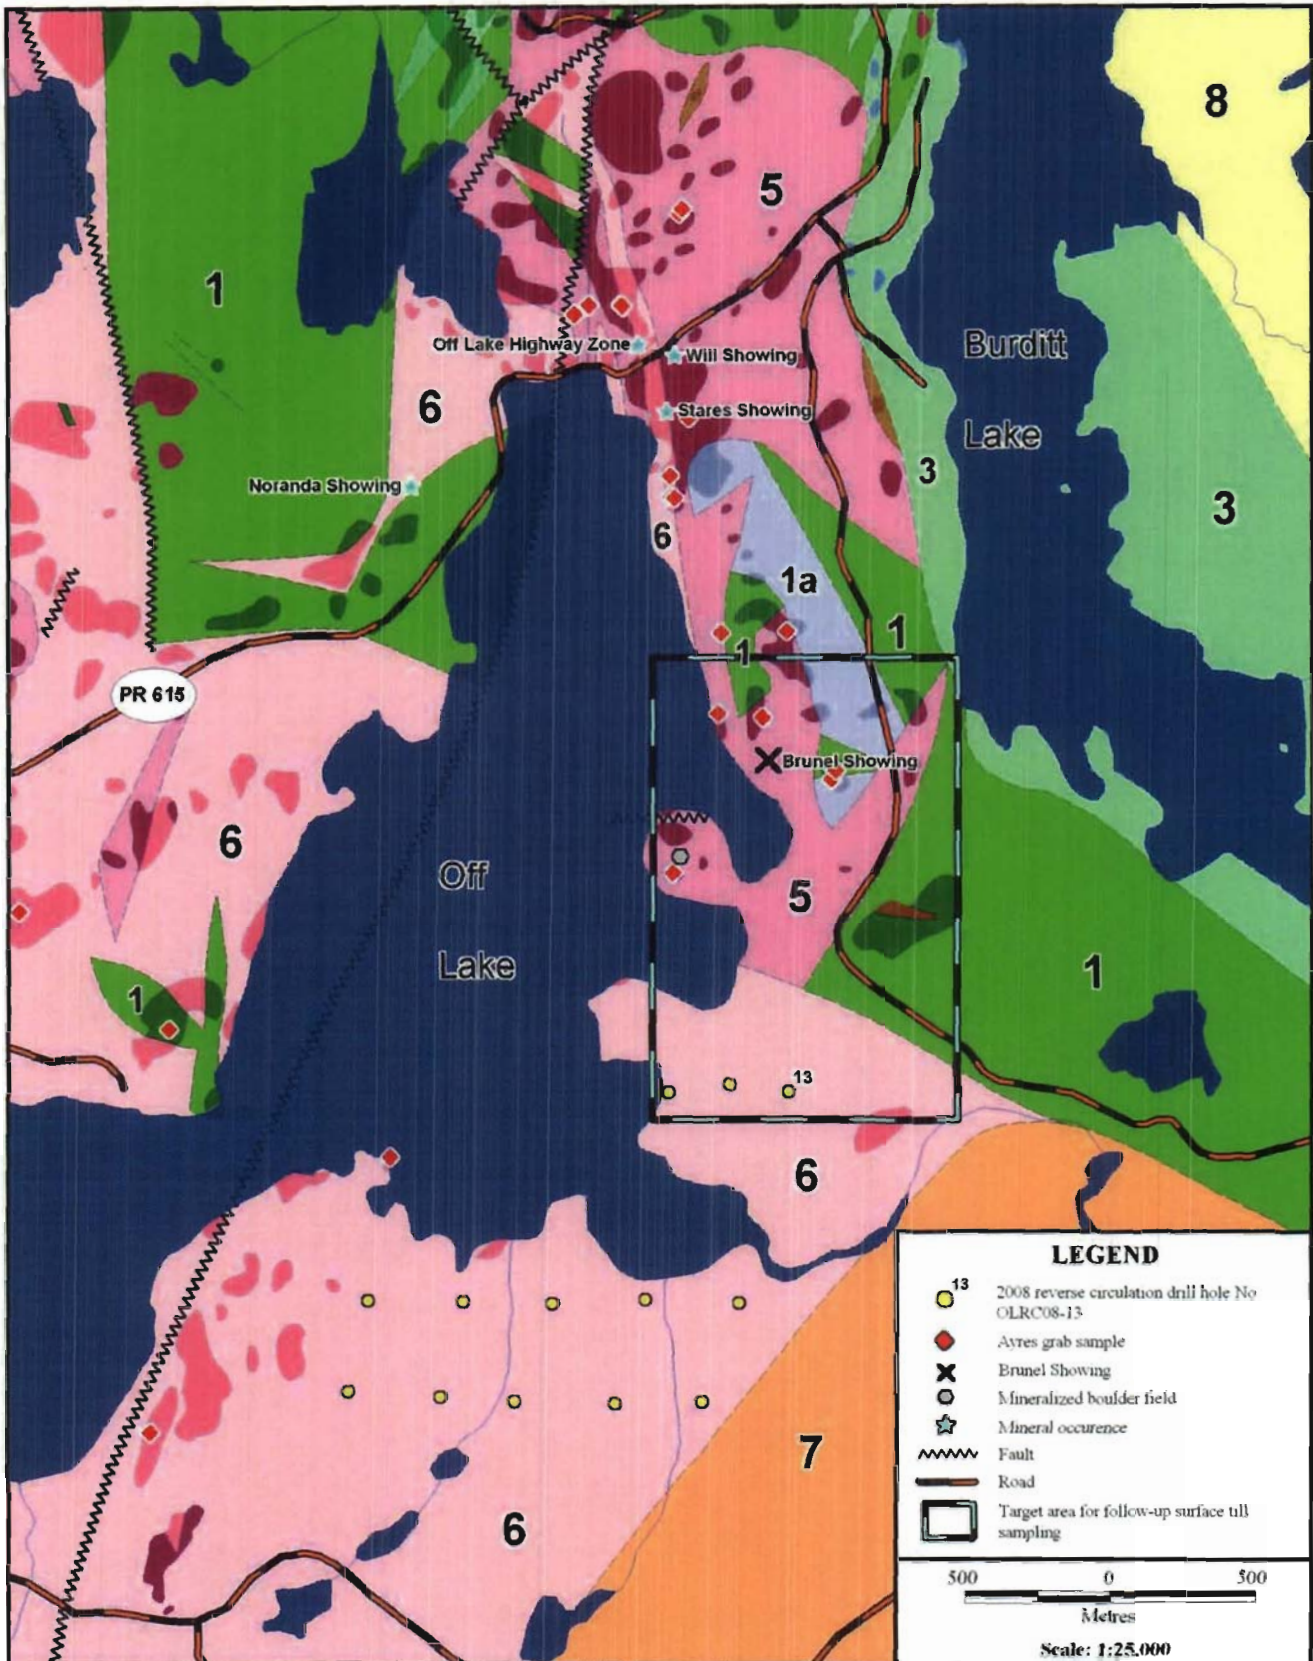 8
5
1
Burditt
Lake
Off Lake Highway Zone
Will Showing
6
Stares Showing
3
3
Noranda Showing
6
1a
1
1
PR 615
Brunel Showing
6
Off
Lake
5
1
1
13
6
7
6
LEGEND
13
2008 reverse circulation drill hole No
OLRC08-13
Ayres grab sample
Brunel Showing
Mineralized boulder field
Mineral occurence
Fault
Road
Target area for follow-up surface till
sampling
500 0 500
Metres
Scale: 1:25,000